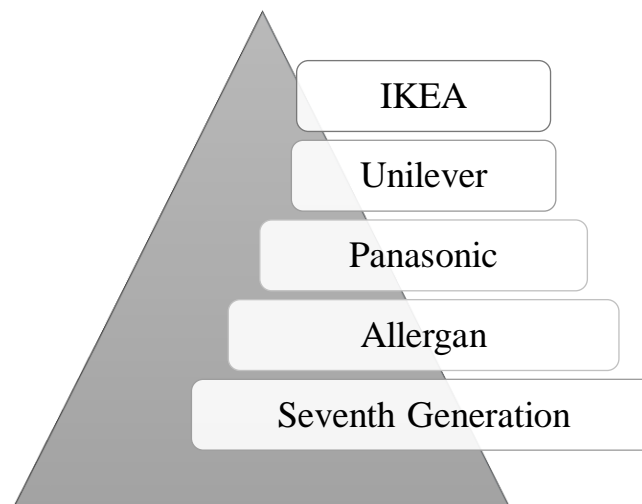 IKEA
Unilever
Panasonic
Allergan
Seventh Generation